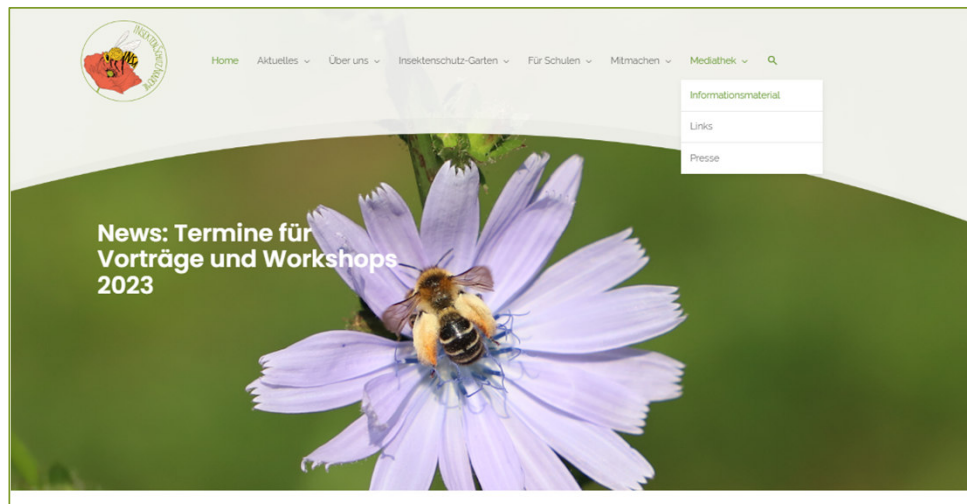 Home Aktuelles Über uns Insektenschutz-Garten Für Schulen Mitmachen Mediathek
Informationsmaterial
Links
Presse
News: Termine für
Vorträge und Workshops
2023